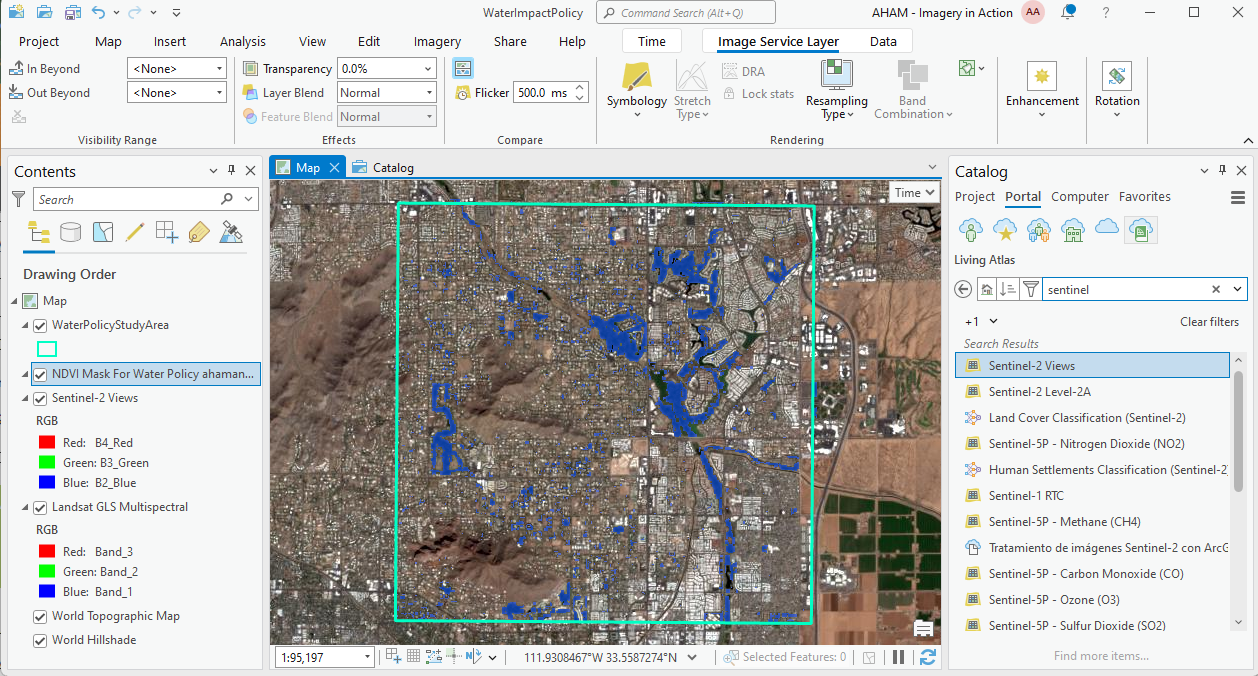 WaterImpactPolicy
Command Search (Alt+Q)
AHAM - Imagery in Action
AA
?
Project
Map
Insert
Analysis
View
Edit
Imagery
Share
Help
Time
Image Service Layer
Data
In Beyond
<None>
Out Beyond
<None>
Visibility Range
Transparency
0.0%
Layer Blend
Normal
Feature Blend
Normal
Effects
Flicker
500.0 ms
Compare
Symbology
Stretch
Type
DRA
Lock stats
Resampling
Type
Band
Combination
Rendering
Enhancement
Rotation
Contents
Search
Drawing Order
Map
WaterPolicyStudyArea
NDVI Mask For Water Policy ahaman...
Sentinel-2 Views
RGB
Red: B4_Red
Green: B3_Green
Blue: B2_Blue
Landsat GLS Multispectral
RGB
Red: Band_3
Green: Band_2
Blue: Band_1
World Topographic Map
World Hillshade
Map
Catalog
Time
1:95,197
N
111.9308467°W 33.5587274°N
Selected Features: 0
Catalog
Project
Portal
Computer
Favorites
Living Atlas
sentinel
+1
Clear filters
Search Results
Sentinel-2 Views
Sentinel-2 Level-2A
Land Cover Classification (Sentinel-2)
Sentinel-5P - Nitrogen Dioxide (NO2)
Human Settlements Classification (Sentinel-2
Sentinel-1 RTC
Sentinel-5P - Methane (CH4)
Tratamiento de imágenes Sentinel-2 con ArcG
Sentinel-5P - Carbon Monoxide (CO)
Sentinel-5P - Ozone (O3)
Sentinel-5P - Sulfur Dioxide (SO2)
Find more items...